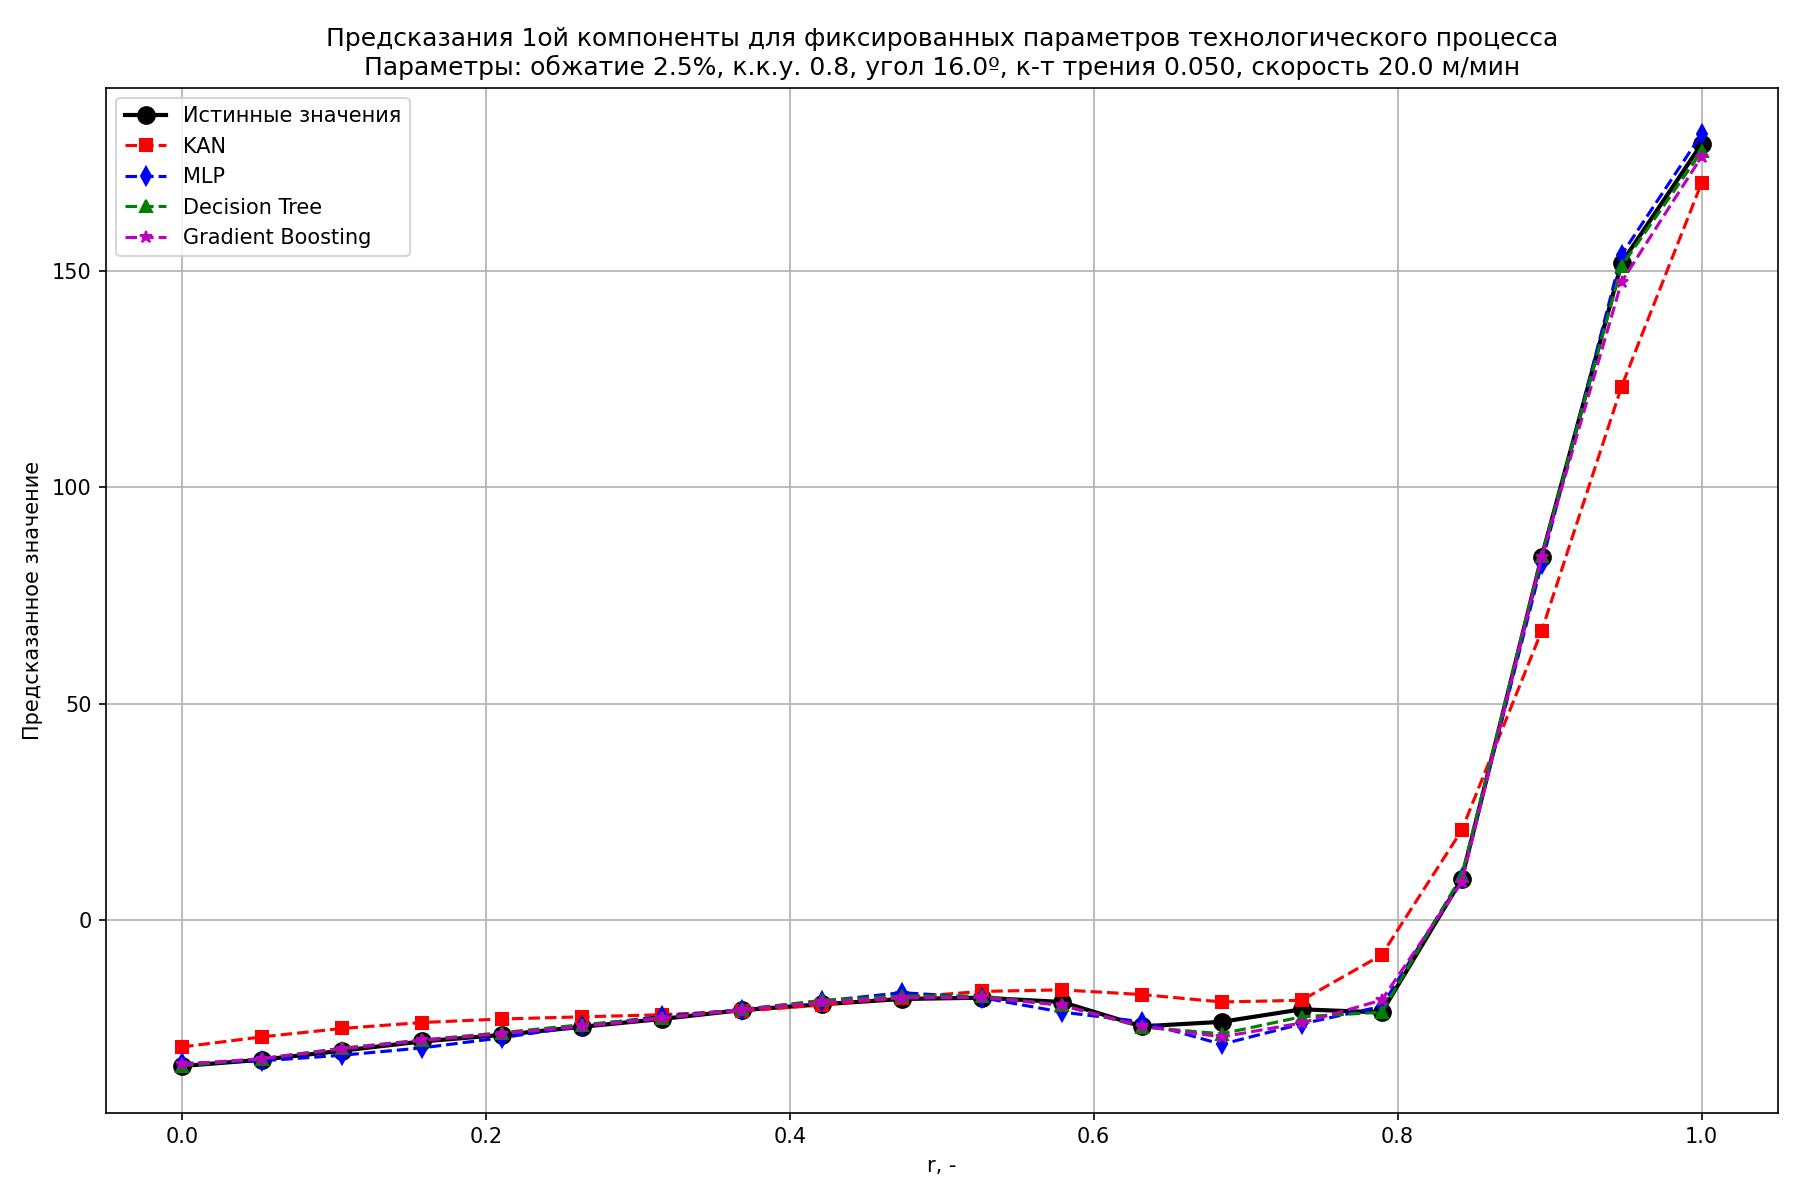 Предсказания 1ой компоненты для фиксированных параметров технологического процесса
Параметры: обжатие 2.5%, к.к.у. 0.8, угол 16.0º, к-т трения 0.050, скорость 20.0 м/мин
Истинные значения
KAN
MLP
Decision Tree
Gradient Boosting
Предсказанное значение
150
100
50
0
0.0 0.2 0.4 0.6 0.8 1.0
r, -